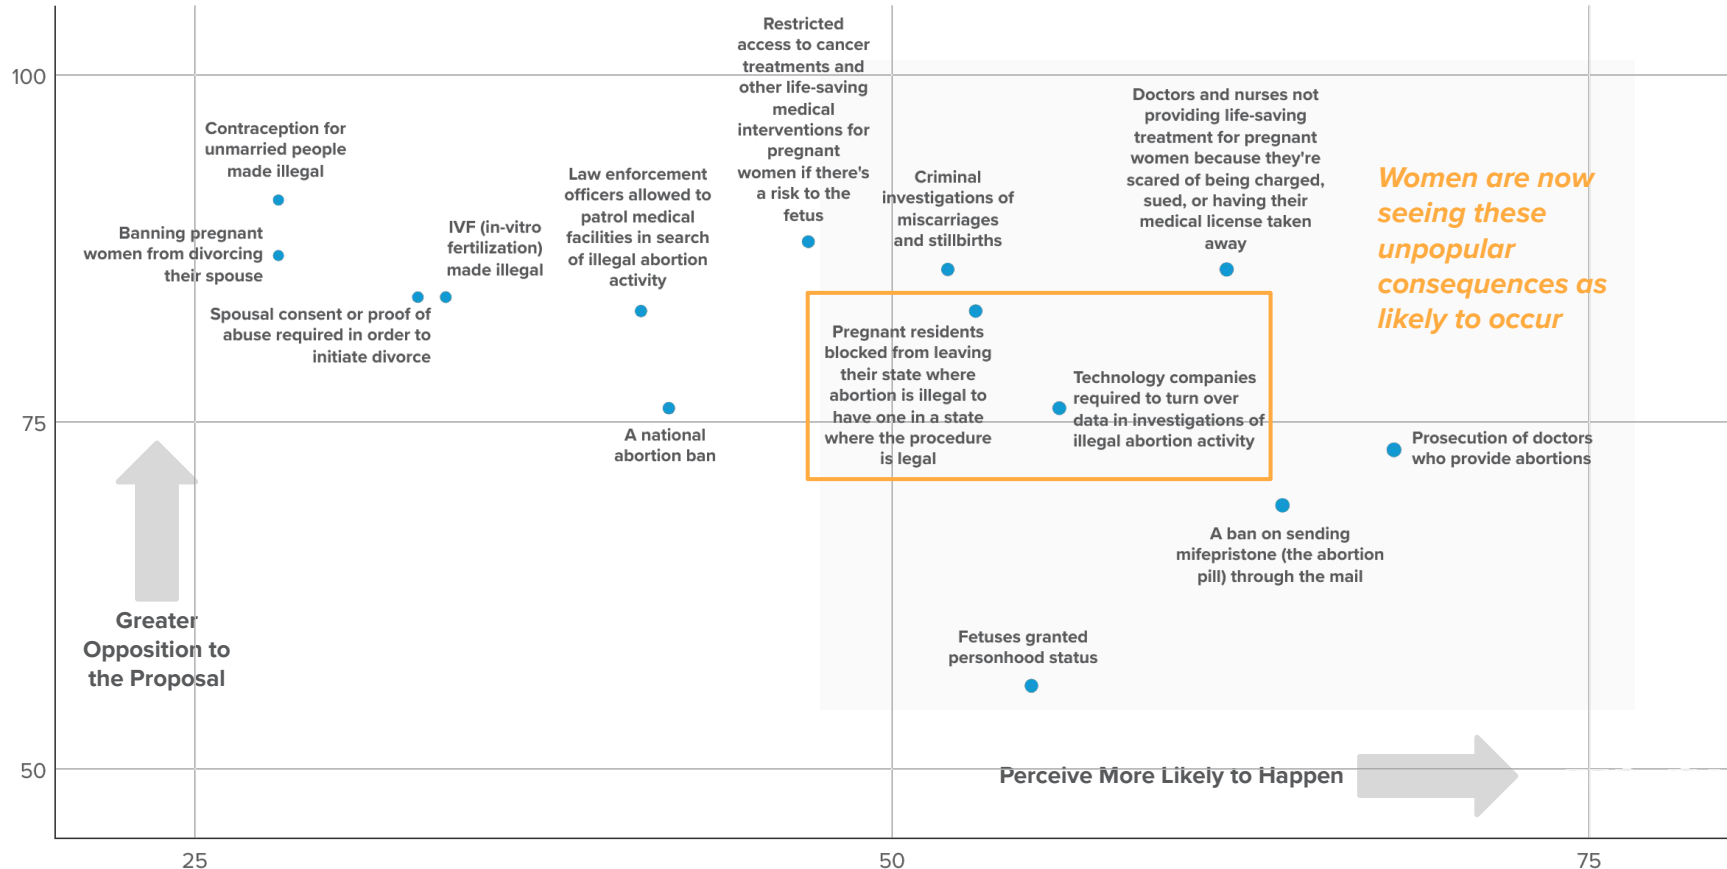 Restricted
access to cancer
treatments and
other life-saving
medical
interventions for
pregnant
women if there's
a risk to the
fetus
100
Contraception for
unmarried people
made illegal
Banning pregnant
women from divorcing
their spouse
IVF (in-vitro
fertilization)
made illegal
Spousal consent or proof of
abuse required in order to
initiate divorce
Law enforcement
officers allowed to
patrol medical
facilities in search
of illegal abortion
activity
Criminal
investigations of
miscarriages
and stillbirths
Doctors and nurses not
providing life-saving
treatment for pregnant
women because they're
scared of being charged,
sued, or having their
medical license taken
away
Women are now
seeing these
unpopular
consequences as
likely to occur
Pregnant residents
blocked from leaving
their state where
abortion is illegal to
have one in a state
where the procedure
is legal
Technology companies
required to turn over
data in investigations of
illegal abortion activity
75
A national
abortion ban
Prosecution of doctors
who provide abortions
A ban on sending
mifepristone (the abortion
pill) through the mail
Greater
Opposition to
the Proposal
Fetuses granted
personhood status
50
Perceive More Likely to Happen
25
50
75